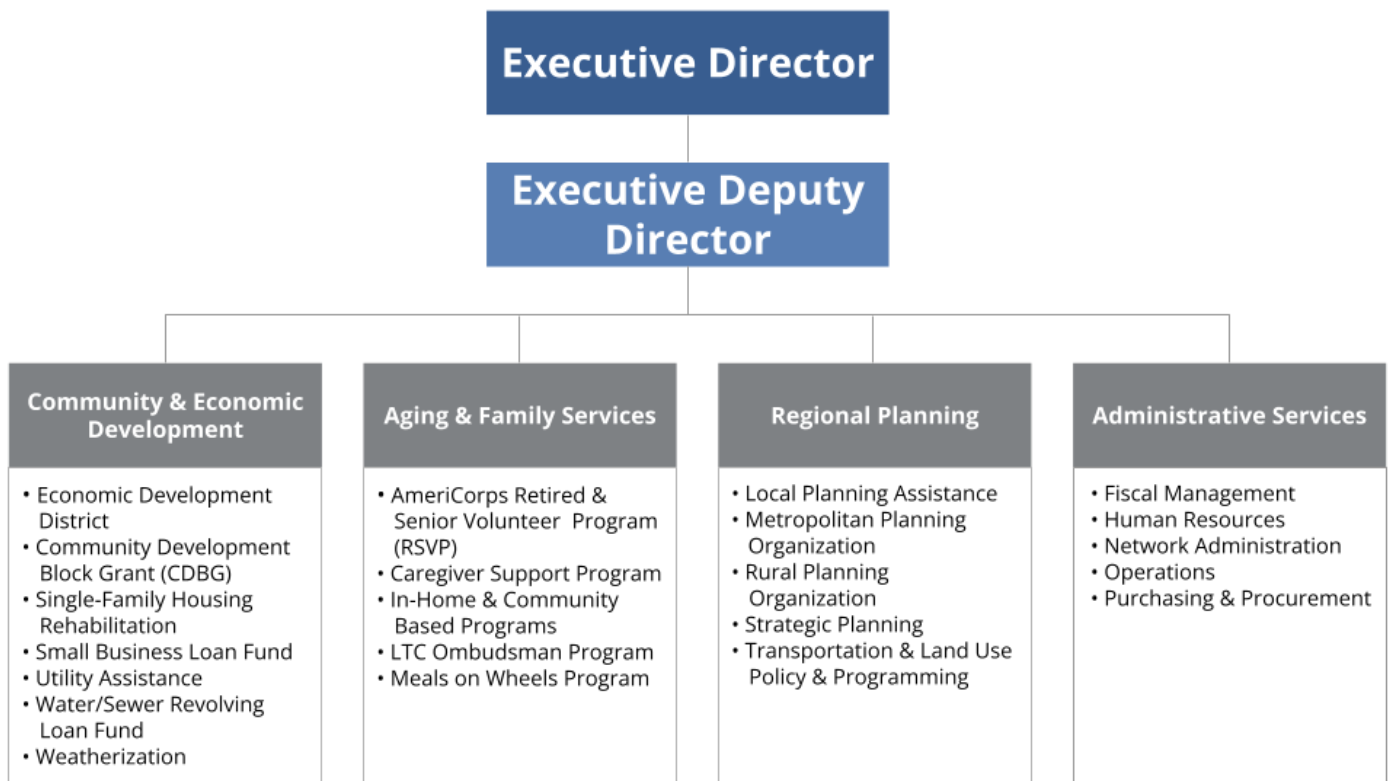 Executive Director
Executive Deputy
Director
Community & Economic
Development
• Economic Development
District
• Community Development
Block Grant (CDBG)
• Single-Family Housing
Rehabilitation
• Small Business Loan Fund
• Utility Assistance
• Water/Sewer Revolving
Loan Fund
• Weatherization
Aging & Family Services
• AmeriCorps Retired &
Senior Volunteer Program
(RSVP)
• Caregiver Support Program
• In-Home & Community
Based Programs
• LTC Ombudsman Program
• Meals on Wheels Program
Regional Planning
• Local Planning Assistance
• Metropolitan Planning
Organization
• Rural Planning
Organization
• Strategic Planning
• Transportation & Land Use
Policy & Programming
Administrative Services
• Fiscal Management
• Human Resources
• Network Administration
• Operations
• Purchasing & Procurement